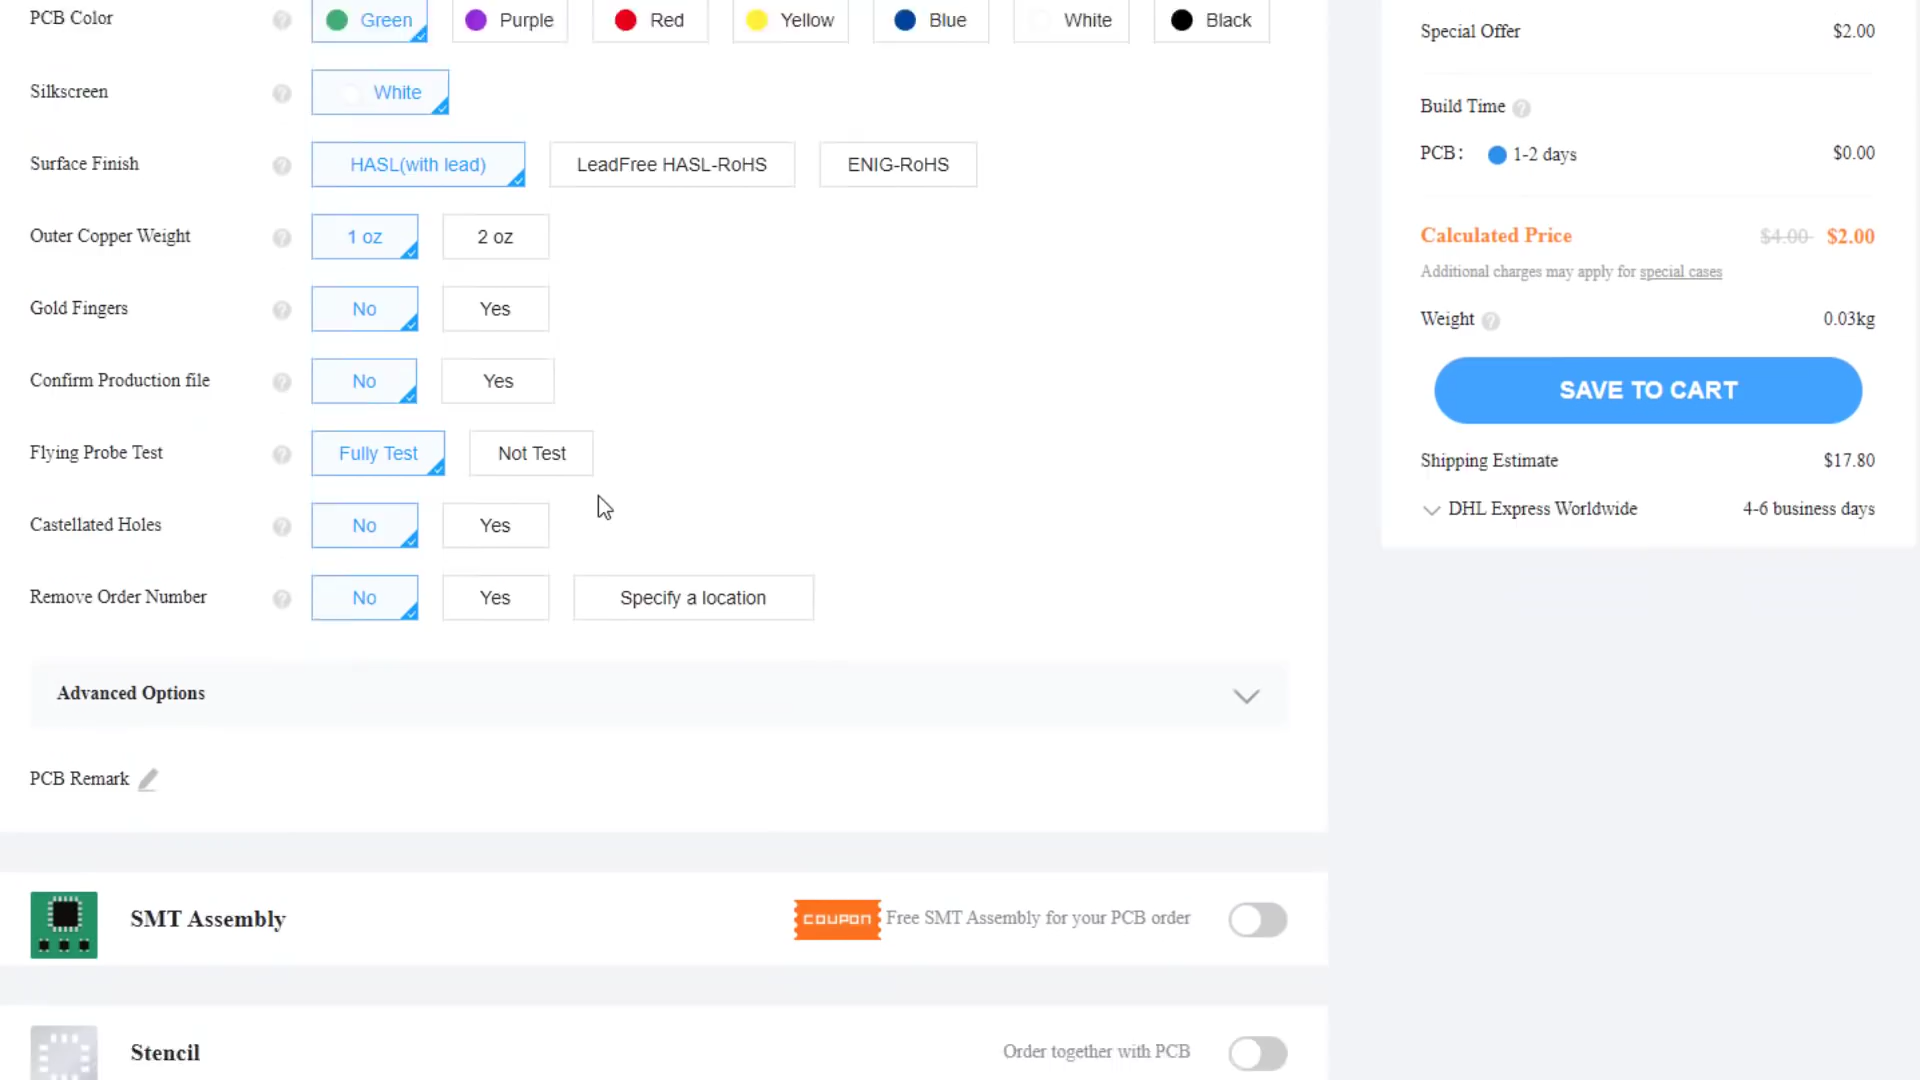 PCB Color Green Purple Red Yellow Blue White Black
Silkscreen White
Surface Finish HASL(with lead) LeadFree HASL-RoHS ENIG-RoHS
Outer Copper Weight 1 oz 2 oz
Gold Fingers No Yes
Confirm Production file No Yes
Flying Probe Test Fully Test Not Test
Castellated Holes No Yes
Remove Order Number No Yes Specify a location
Advanced Options
PCB Remark
SMT Assembly COUPON Free SMT Assembly for your PCB order
Stencil Order together with PCB
Special Offer $2.00
Build Time
PCB: 1-2 days $0.00
Calculated Price $4.00 $2.00
Additional charges may apply for special cases
Weight 0.03kg
SAVE TO CART
Shipping Estimate $17.80
DHL Express Worldwide 4-6 business days